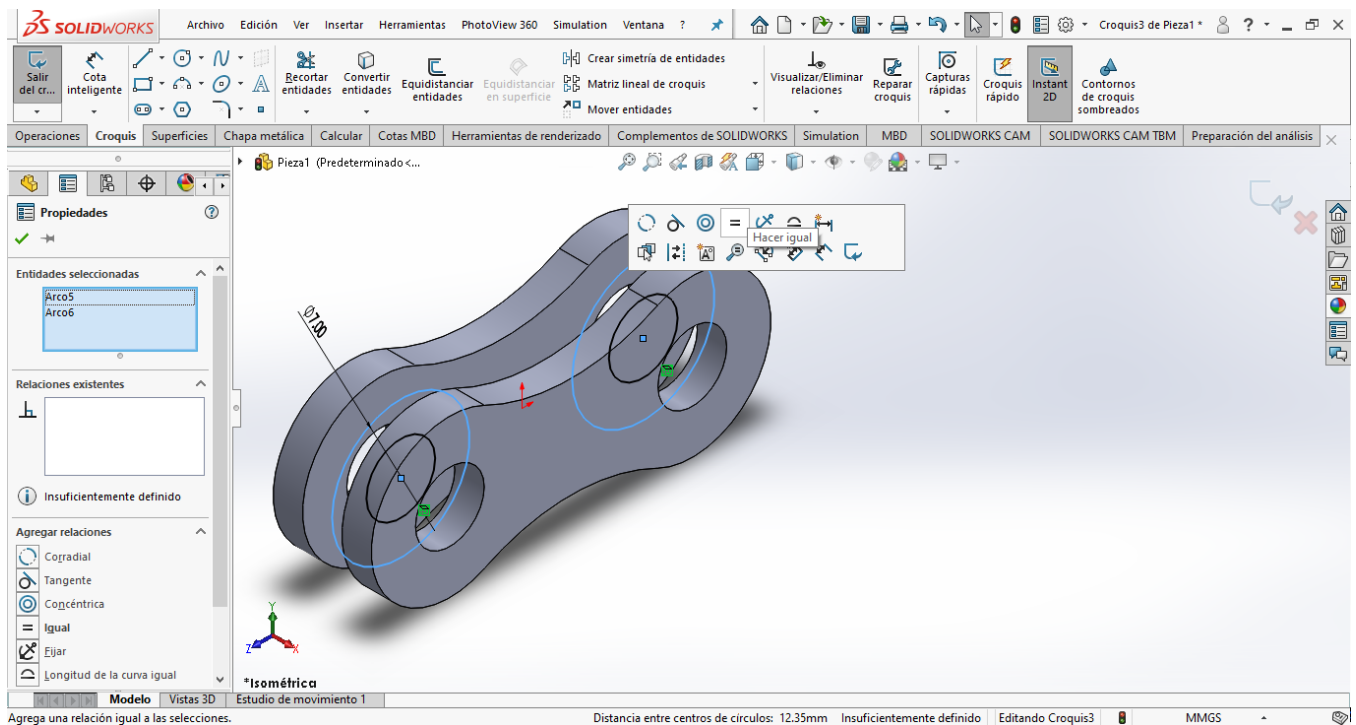 SOLIDWORKS
Archivo Edición Ver Insertar Herramientas PhotoView 360 Simulation Ventana ?
Croquis3 de Pieza1 *
?
Salir del cr...
Cota inteligente
Recortar entidades
Convertir entidades
Equidistanciar entidades
Equidistanciar en superficie
Crear simetría de entidades
Matriz lineal de croquis
Mover entidades
Visualizar/Eliminar relaciones
Reparar croquis
Capturas rápidas
Croquis rápido
Instant 2D
Contornos de croquis sombreados
Operaciones Croquis Superficies Chapa metálica Calcular Cotas MBD Herramientas de renderizado Complementos de SOLIDWORKS Simulation MBD SOLIDWORKS CAM SOLIDWORKS CAM TBM Preparación del análisis
Pieza1 (Predeterminado<...
Propiedades
Entidades seleccionadas
Arco5
Arco6
Relaciones existentes
Insuficientemente definido
Agregar relaciones
Corradial
Tangente
Concéntrica
Igual
Fijar
Longitud de la curva igual
Hacer igual
Ø7.00
Y
Z
X
*Isométrica
Modelo Vistas 3D Estudio de movimiento 1
Agrega una relación igual a las selecciones.
Distancia entre centros de círculos: 12.35mm Insuficientemente definido Editando Croquis3 MMGS